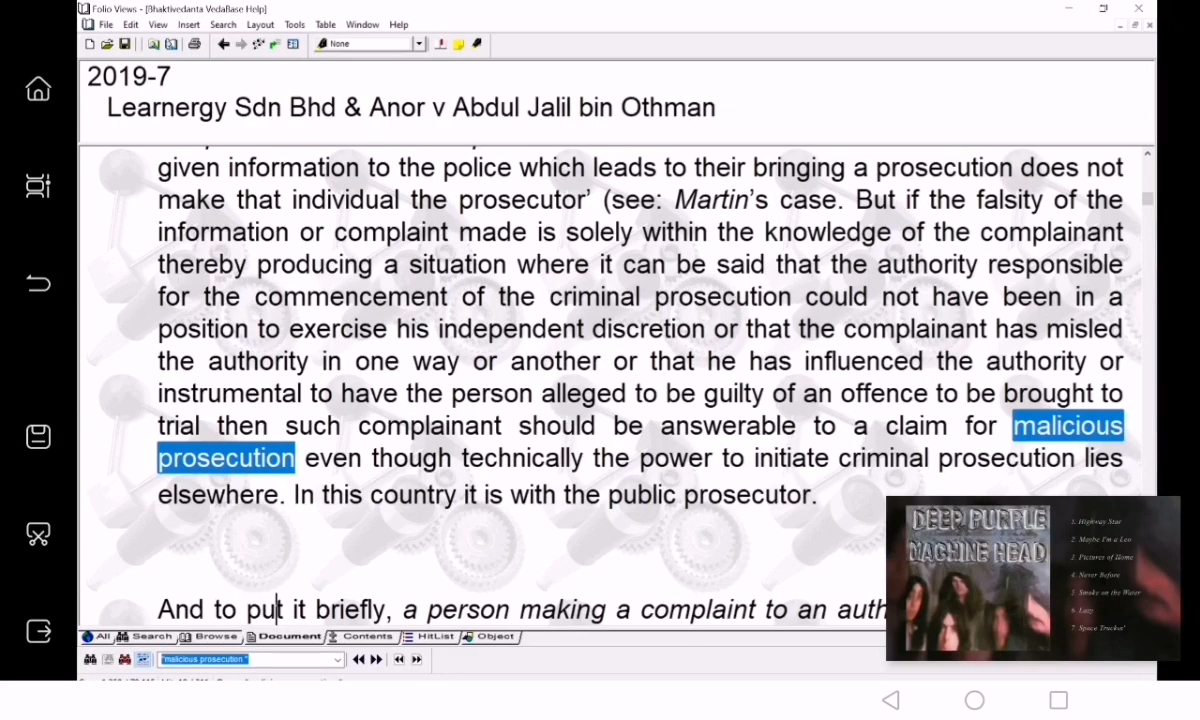 Folio Views - [Bhaktivedanta VedaBase Help]
File Edit View Insert Search Layout Tools Table Window Help
None
2019-7
Learnergy Sdn Bhd & Anor v Abdul Jalil bin Othman
given information to the police which leads to their bringing a prosecution does not
make that individual the prosecutor’ (see: Martin’s case. But if the falsity of the
information or complaint made is solely within the knowledge of the complainant
thereby producing a situation where it can be said that the authority responsible
for the commencement of the criminal prosecution could not have been in a
position to exercise his independent discretion or that the complainant has misled
the authority in one way or another or that he has influenced the authority or
instrumental to have the person alleged to be guilty of an offence to be brought to
trial then such complainant should be answerable to a claim for malicious
prosecution even though technically the power to initiate criminal prosecution lies
elsewhere. In this country it is with the public prosecutor.
And to put it briefly, a person making a complaint to an auth
DEEP PURPLE
MACHINE HEAD
1. Highway Star
2. Maybe I'm a Leo
3. Pictures of Home
4. Never Before
5. Smoke on the Water
6. Lazy
7. Space Truckin'
All Search Browse Document Contents HitList Object
"malicious prosecution"